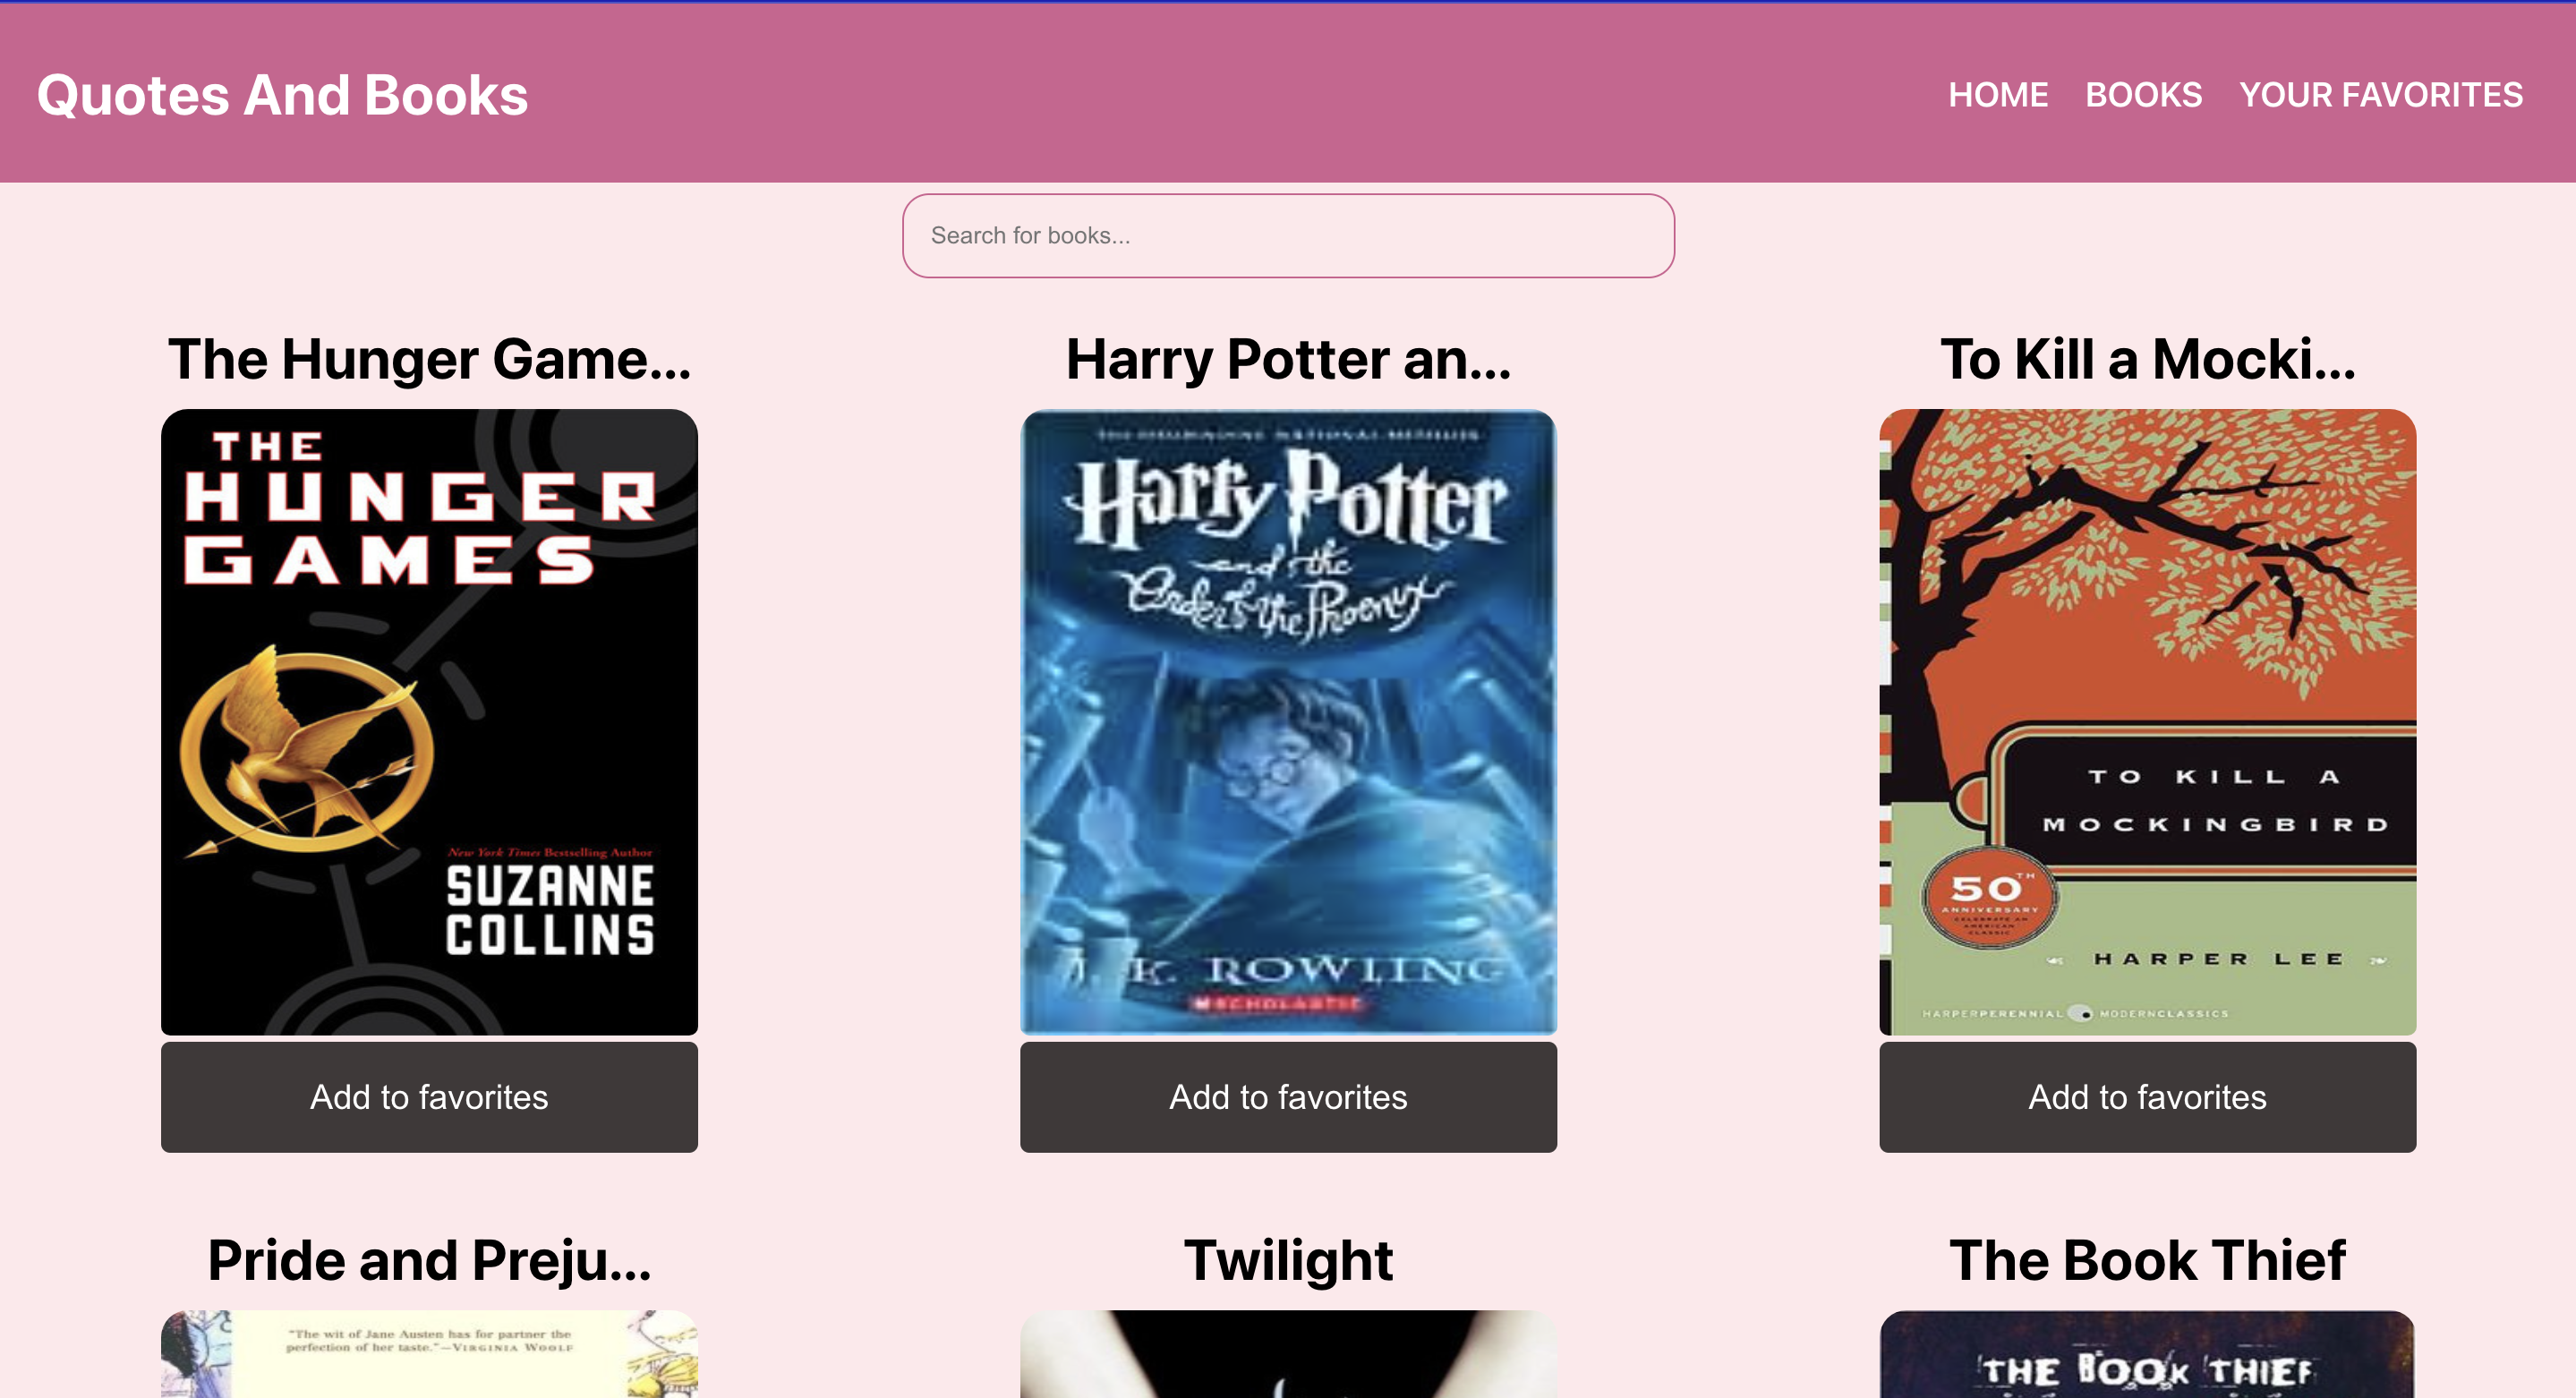 Quotes And Books
HOME BOOKS YOUR FAVORITES
Search for books...
The Hunger Game...
Harry Potter an...
To Kill a Mocki...
THE
HUNGER
GAMES
New York Times Bestselling Author
SUZANNE
COLLINS
Harry Potter
and the
Order of the Phoenix
J. K. ROWLING
SCHOLASTIC
TO KILL A
MOCKINGBIRD
50TH
ANNIVERSARY
CELEBRATE AN
AMERICAN
CLASSIC
HARPER LEE
HARPERPERENNIAL MODERNCLASSICS
Add to favorites
Add to favorites
Add to favorites
Pride and Preju...
Twilight
The Book Thief
"The wit of Jane Austen has for partner the
perfection of her taste."—VIRGINIA WOOLF
THE BOOK THIEF